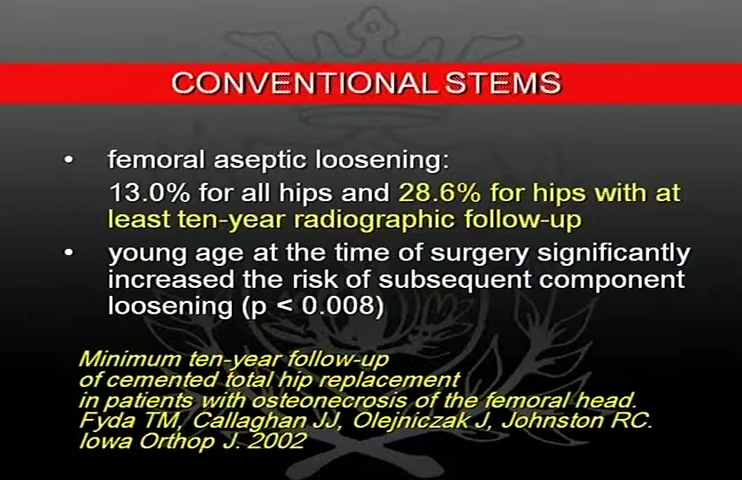 CONVENTIONAL STEMS
• femoral aseptic loosening:
13.0% for all hips and 28.6% for hips with at
least ten-year radiographic follow-up
• young age at the time of surgery significantly
increased the risk of subsequent component
loosening (p < 0.008)
Minimum ten-year follow-up
of cemented total hip replacement
in patients with osteonecrosis of the femoral head.
Fyda TM, Callaghan JJ, Olejniczak J, Johnston RC.
Iowa Orthop J. 2002